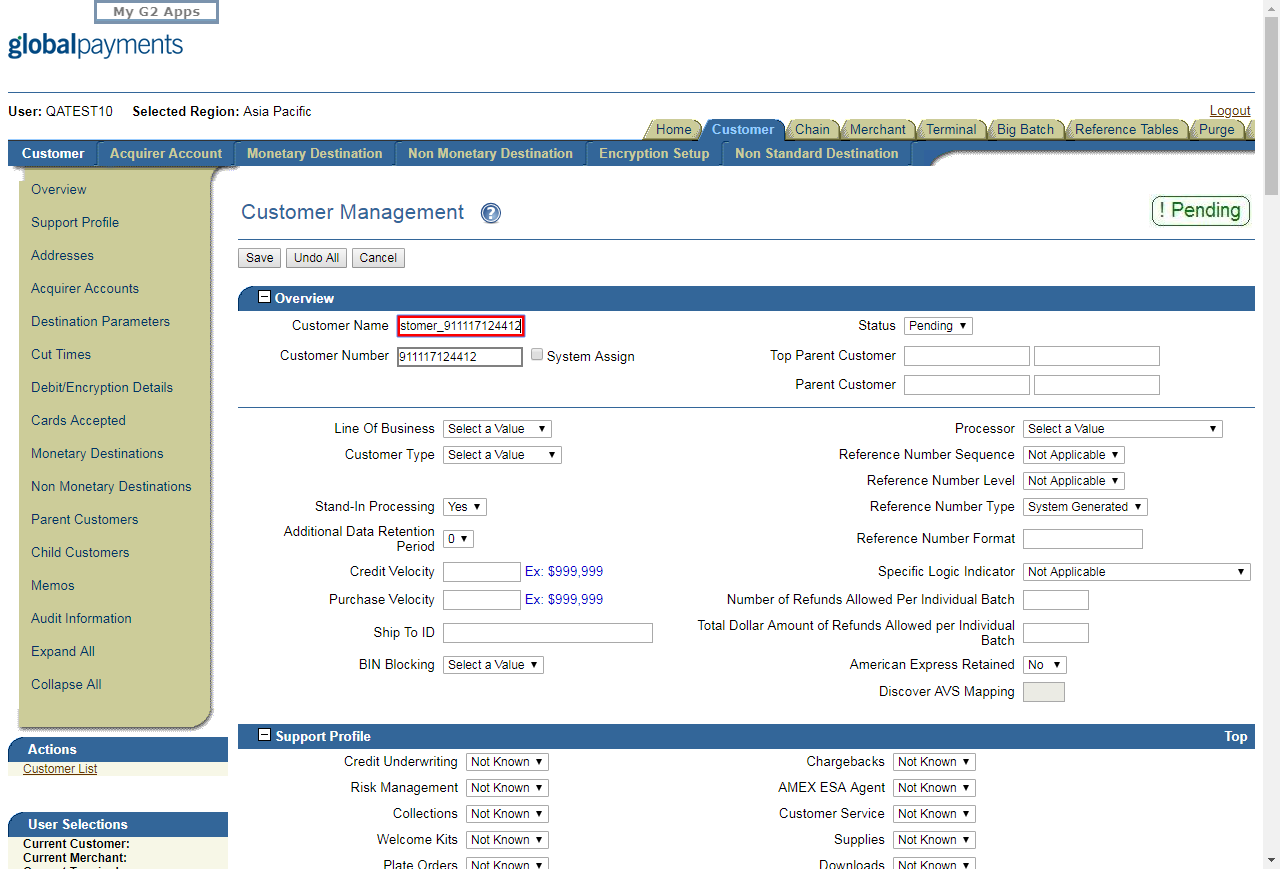 My G2 Apps
globalpayments
User: QATEST10 Selected Region: Asia Pacific
Logout
Home Customer Chain Merchant Terminal Big Batch Reference Tables Purge
Customer Acquirer Account Monetary Destination Non Monetary Destination Encryption Setup Non Standard Destination
Overview
Support Profile
Addresses
Acquirer Accounts
Destination Parameters
Cut Times
Debit/Encryption Details
Cards Accepted
Monetary Destinations
Non Monetary Destinations
Parent Customers
Child Customers
Memos
Audit Information
Expand All
Collapse All
Actions
Customer List
User Selections
Current Customer:
Current Merchant:
Customer Management ?
! Pending
Save Undo All Cancel
Overview
Customer Name stomer_911117124412 Status Pending
Customer Number 911117124412 System Assign Top Parent Customer
Parent Customer
Line Of Business Select a Value Processor Select a Value
Customer Type Select a Value Reference Number Sequence Not Applicable
Reference Number Level Not Applicable
Stand-In Processing Yes Reference Number Type System Generated
Additional Data Retention
Period 0 Reference Number Format
Credit Velocity Ex: $999,999 Specific Logic Indicator Not Applicable
Purchase Velocity Ex: $999,999 Number of Refunds Allowed Per Individual Batch
Ship To ID Total Dollar Amount of Refunds Allowed per Individual
Batch
BIN Blocking Select a Value American Express Retained No
Discover AVS Mapping
Support Profile Top
Credit Underwriting Not Known Chargebacks Not Known
Risk Management Not Known AMEX ESA Agent Not Known
Collections Not Known Customer Service Not Known
Welcome Kits Not Known Supplies Not Known
Plate Orders Not Known Downloads Not Known